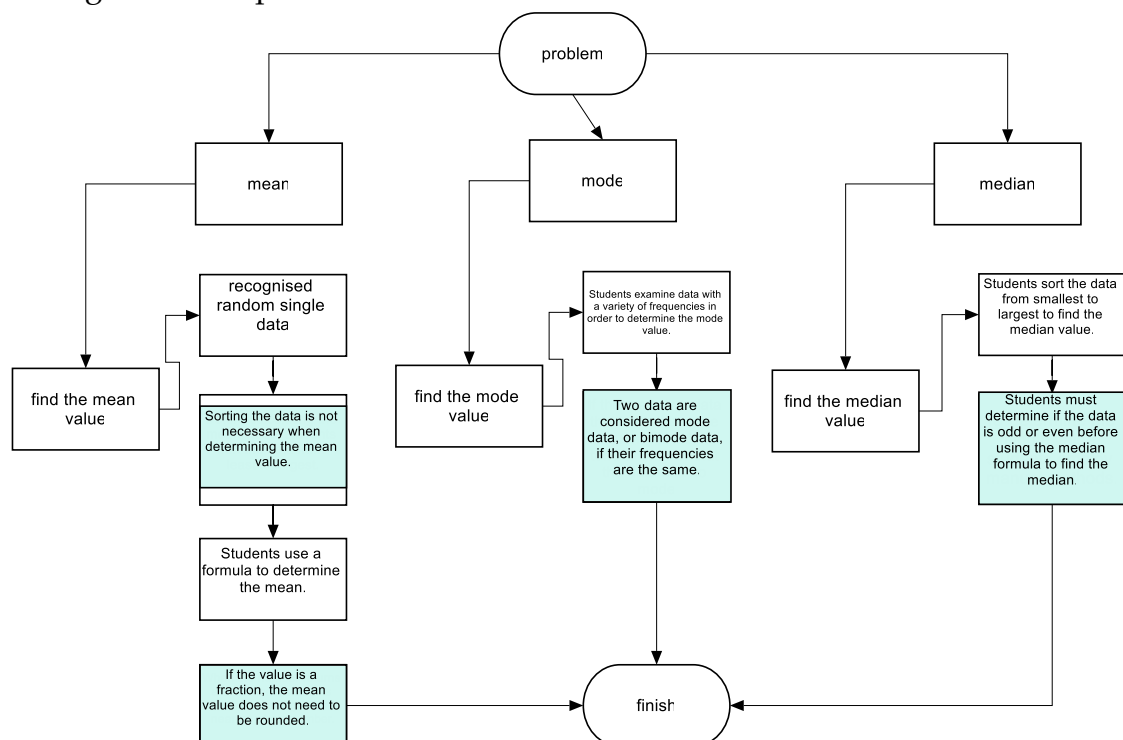 problem
mean
mode
median
recognised
random single
data
Sorting the data is not
necessary when
determining the mean
value.
find the mean
value
Students use a
formula to determine
the mean.
If the value is a
fraction, the mean
value does not need to
be rounded.
Students examine data with
a variety of frequencies in
order to determine the mode
value.
find the mode
value
Two data are
considered mode
data, or bimode data,
if their frequencies
are the same.
Students sort the data
from smallest to
largest to find the
median value.
find the median
value
Students must
determine if the data
is odd or even before
using the median
formula to find the
median.
finish